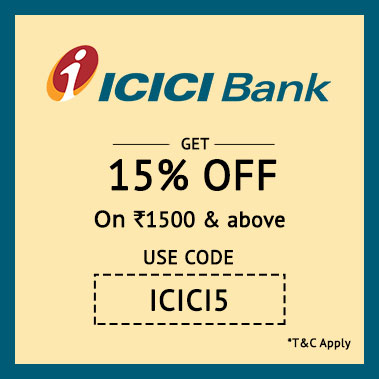 ICICI Bank
GET
15% OFF
On ₹1500 & above
USE CODE
ICICI5
*T&C Apply